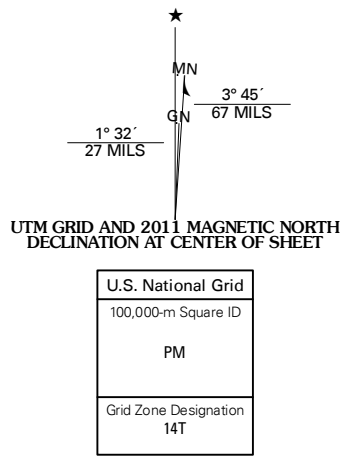 ★
MN
3° 45´
67 MILS
GN
1° 32´
27 MILS
UTM GRID AND 2011 MAGNETIC NORTH
DECLINATION AT CENTER OF SHEET
U.S. National Grid
100,000-m Square ID
PM
Grid Zone Designation
14T